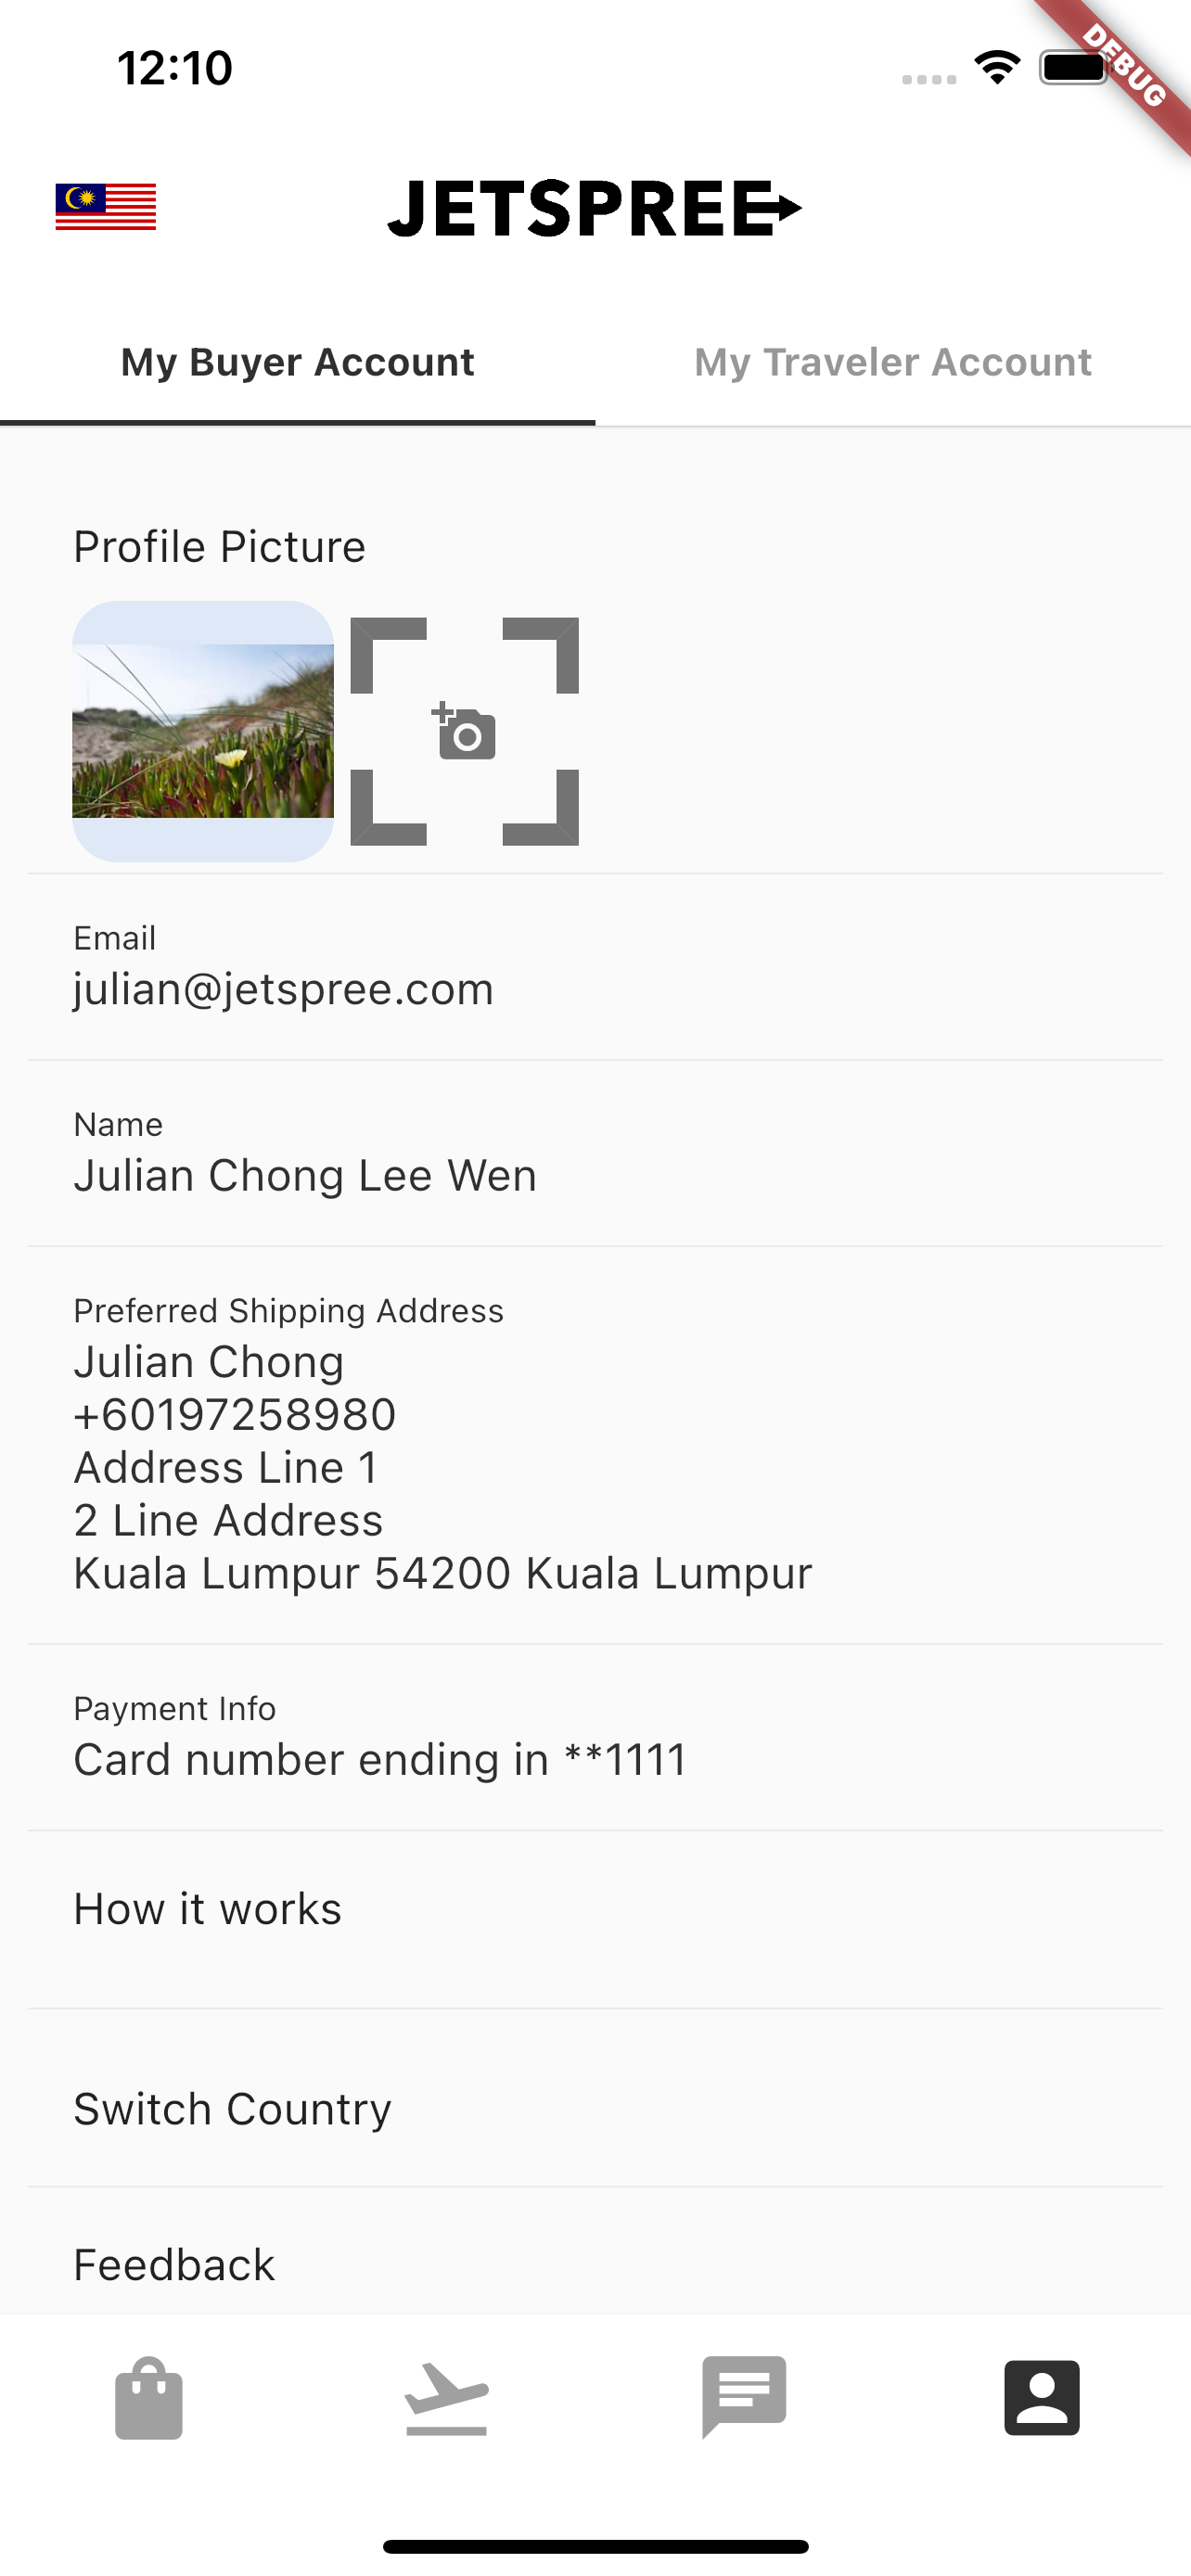 12:10
DEBUG
JETSPREE
My Buyer Account
My Traveler Account
Profile Picture
Email
julian@jetspree.com
Name
Julian Chong Lee Wen
Preferred Shipping Address
Julian Chong
+60197258980
Address Line 1
2 Line Address
Kuala Lumpur 54200 Kuala Lumpur
Payment Info
Card number ending in **1111
How it works
Switch Country
Feedback